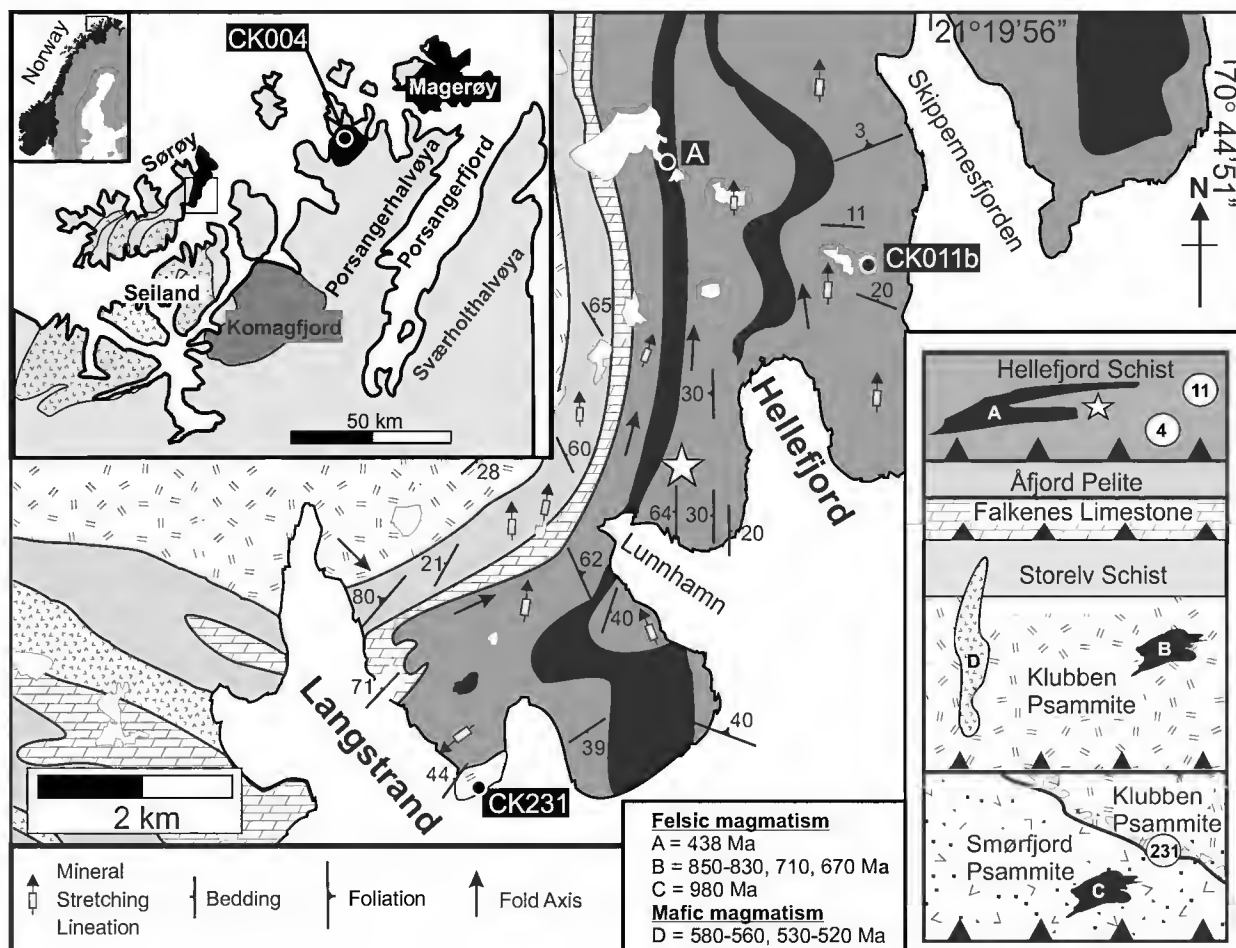 Norway
CK004
Magerøy
Sørøy
Porsangerhalvøya
Porsangerfjord
Sværholthalvøya
Seiland
Komagfjord
50 km
21°19'56”
70° 44'51”
Skippernesfjorden
N
A
3
11
CK011b
20
65
30
60
28
Hellefjord
64
30
20
Lunnhamn
62
21
80
40
71
Langstrand
44
39
40
CK231
2 km
Hellefjord Schist
A
11
4
Åfjord Pelite
Falkenes Limestone
Storelv Schist
D
B
Klubben
Psammite
Klubben
Psammite
231
Smørfjord
Psammite
C
Mineral
Stretching
Lineation
Bedding
Foliation
Fold Axis
Felsic magmatism
A = 438 Ma
B = 850-830, 710, 670 Ma
C = 980 Ma
Mafic magmatism
D = 580-560, 530-520 Ma